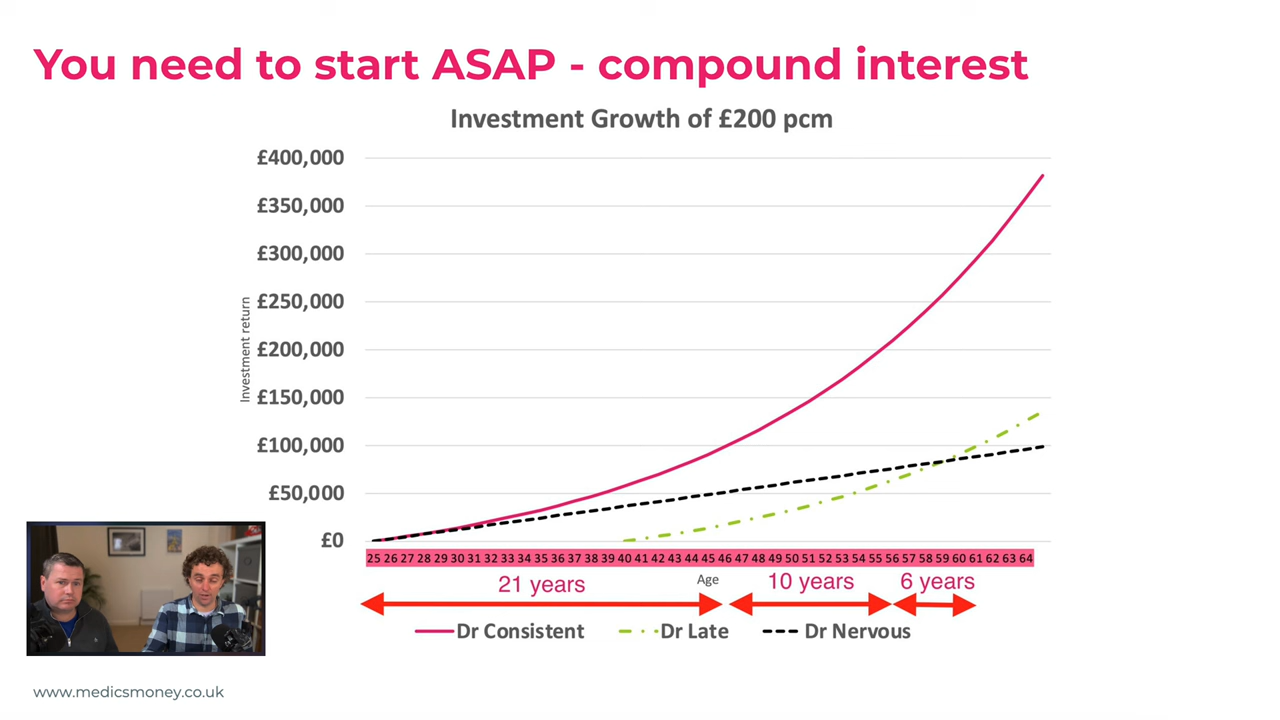 You need to start ASAP - compound interest
Investment Growth of £200 pcm
£400,000
£350,000
£300,000
£250,000
£200,000
£150,000
£100,000
£50,000
£0
Investment return
25 26 27 28 29 30 31 32 33 34 35 36 37 38 39 40 41 42 43 44 45 46 47 48 49 50 51 52 53 54 55 56 57 58 59 60 61 62 63 64
21 years Age 10 years 6 years
Dr Consistent Dr Late Dr Nervous
www.medicsmoney.co.uk